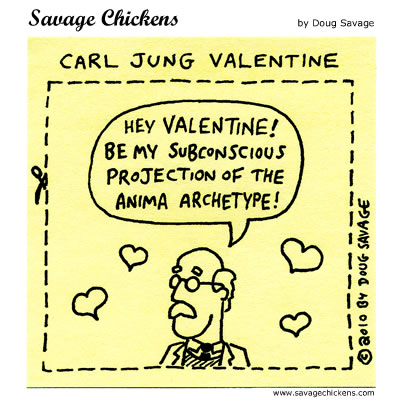 Savage Chickens
by Doug Savage
CARL JUNG VALENTINE
HEY VALENTINE!
BE MY SUBCONSCIOUS
PROJECTION OF THE
ANIMA ARCHETYPE!
©2010 BY DOUG SAVAGE
www.savagechickens.com